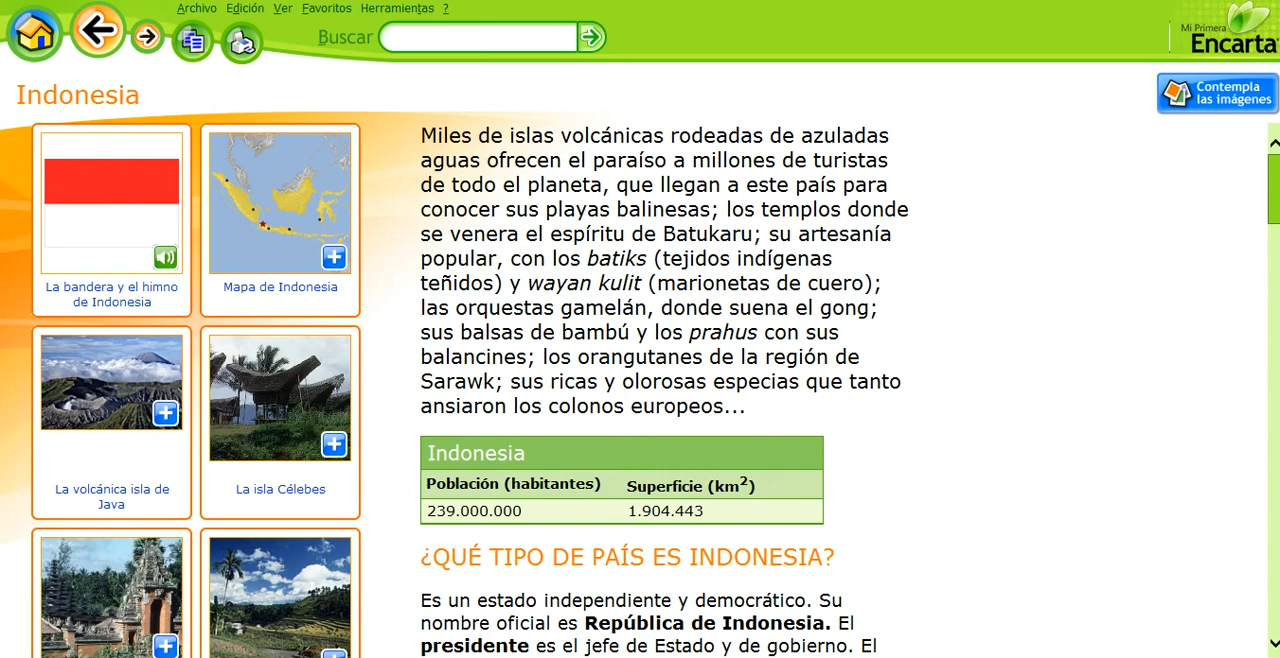 Archivo Edición Ver Favoritos Herramientas ?
Buscar
Mi Primera
Encarta
Indonesia
Contempla
las imágenes
La bandera y el himno
de Indonesia
Mapa de Indonesia
La volcánica isla de
Java
La isla Célebes
Miles de islas volcánicas rodeadas de azuladas
aguas ofrecen el paraíso a millones de turistas
de todo el planeta, que llegan a este país para
conocer sus playas balinesas; los templos donde
se venera el espíritu de Batukaru; su artesanía
popular, con los batiks (tejidos indígenas
teñidos) y wayan kulit (marionetas de cuero);
las orquestas gamelán, donde suena el gong;
sus balsas de bambú y los prahus con sus
balancines; los orangutanes de la región de
Sarawk; sus ricas y olorosas especias que tanto
ansiaron los colonos europeos...
Indonesia
Población (habitantes) Superficie (km²)
239.000.000 1.904.443
¿QUÉ TIPO DE PAÍS ES INDONESIA?
Es un estado independiente y democrático. Su
nombre oficial es República de Indonesia. El
presidente es el jefe de Estado y de gobierno. El